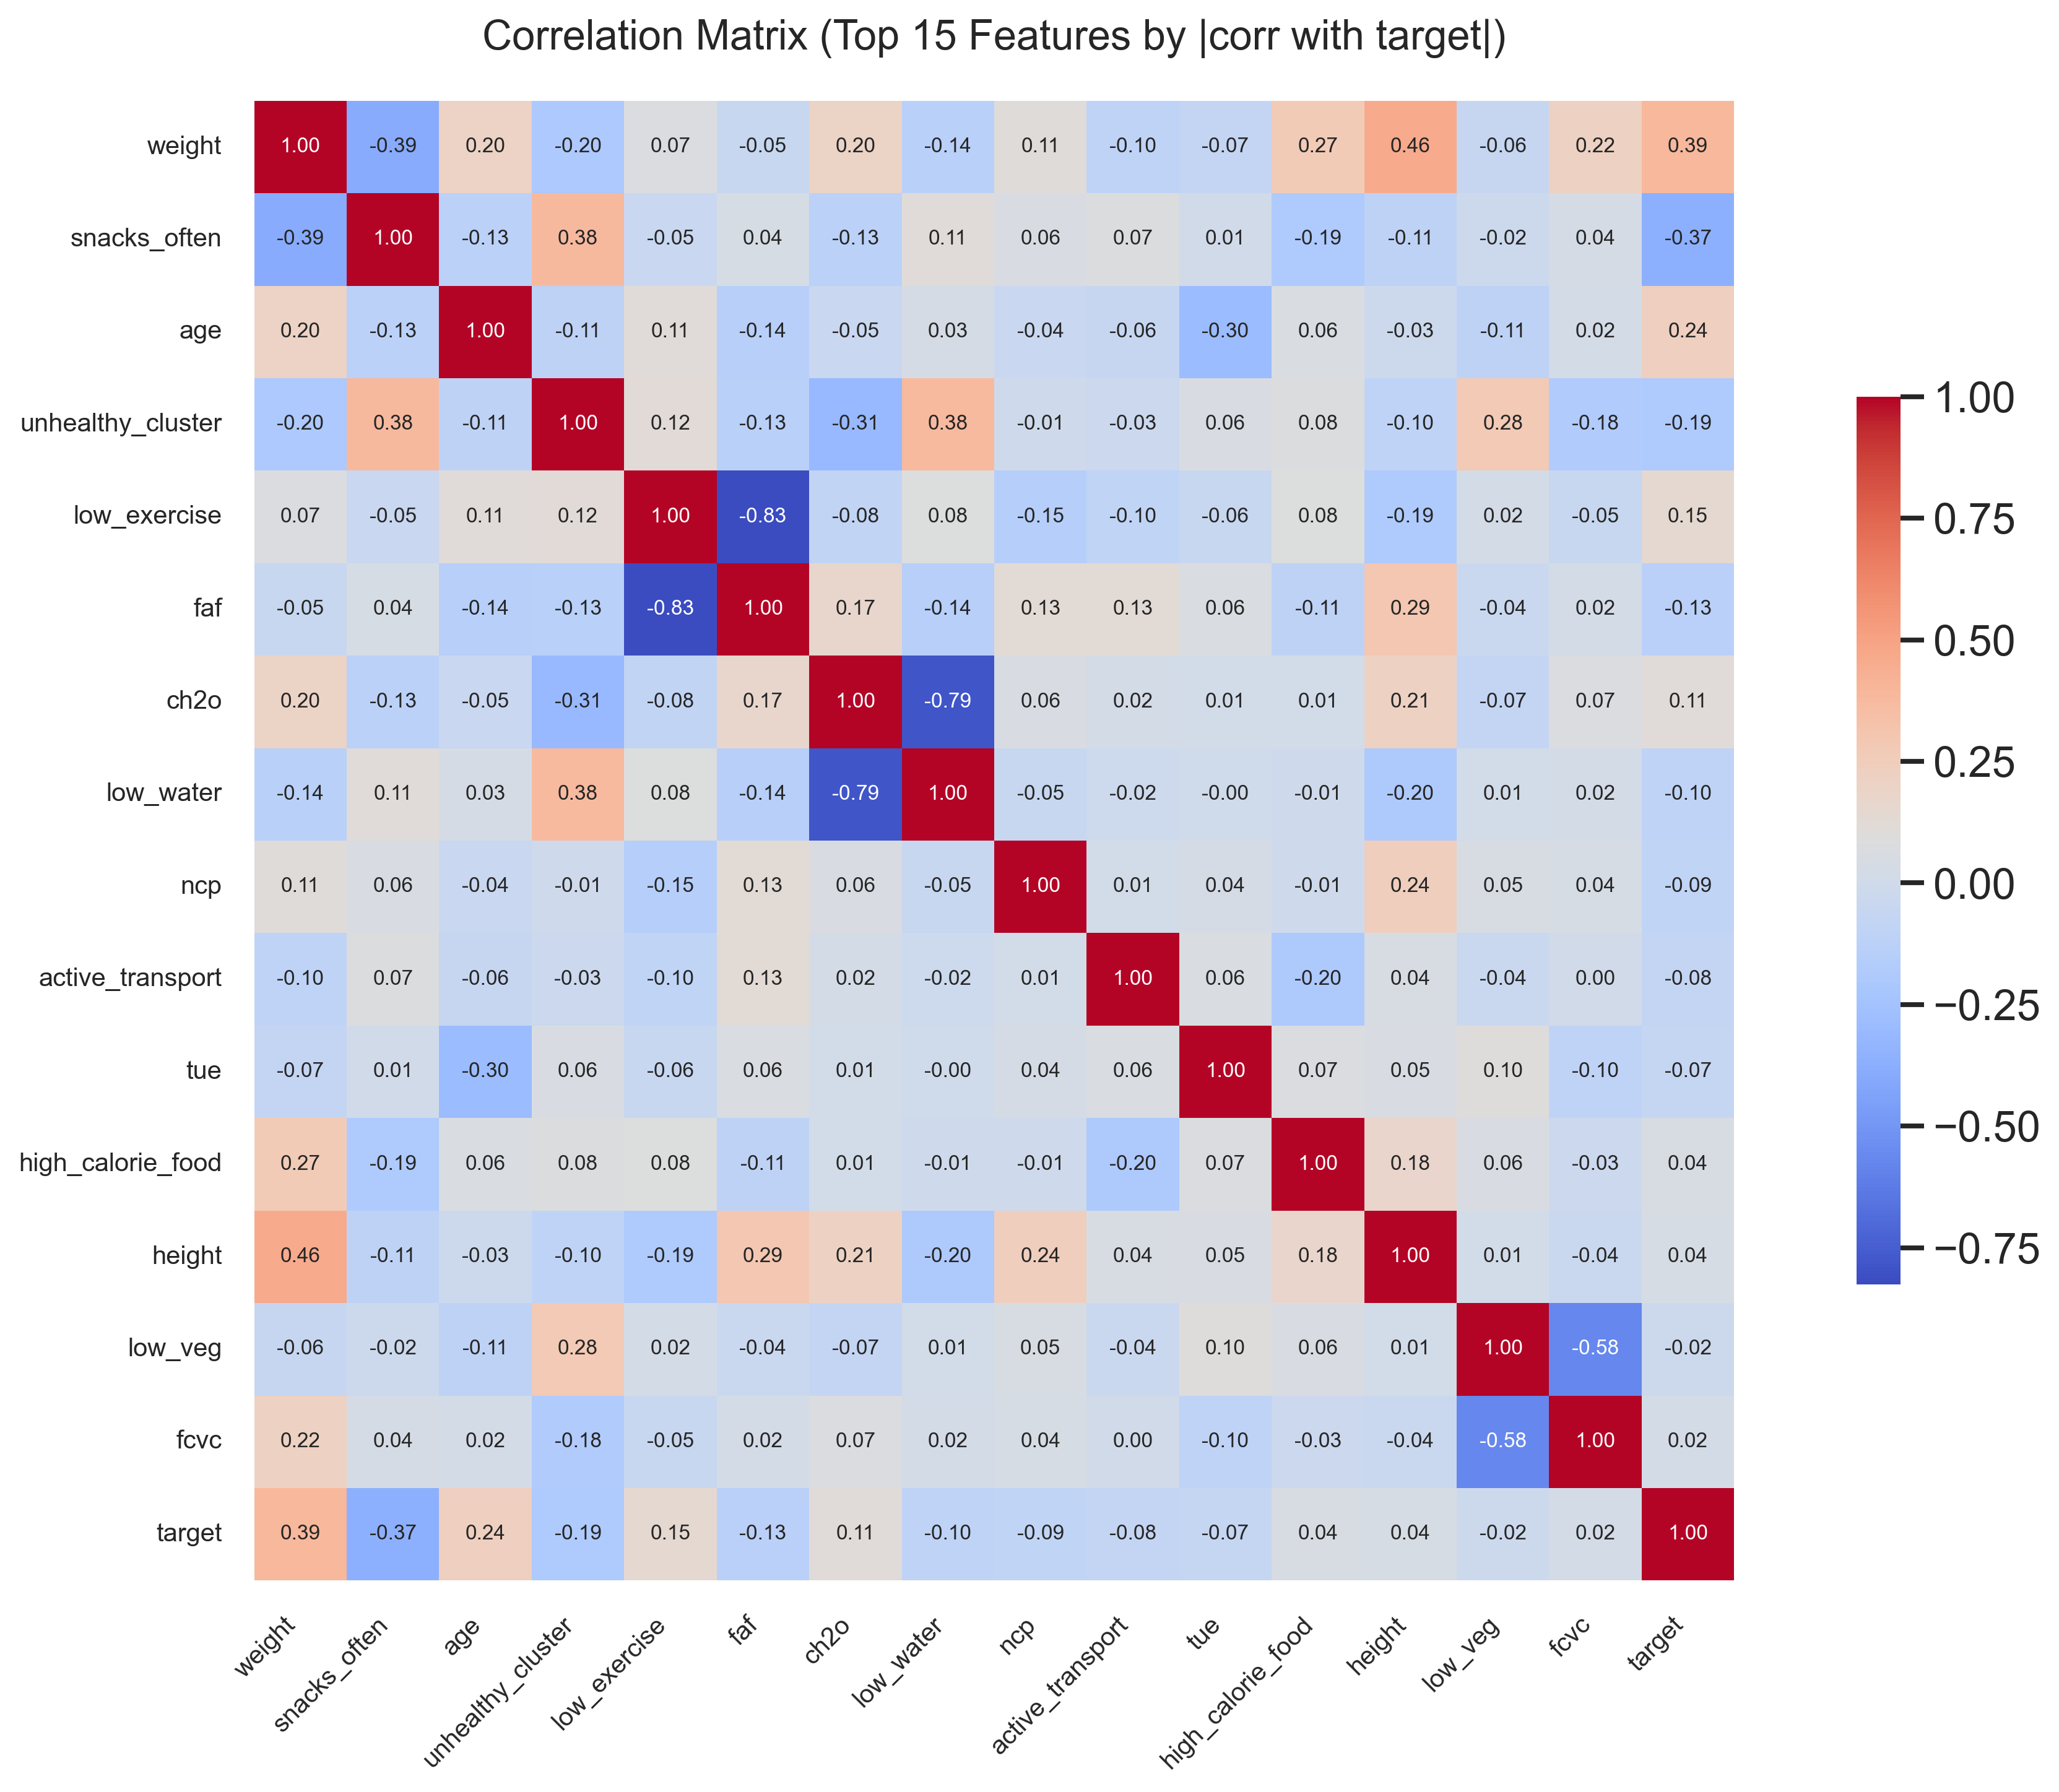 Correlation Matrix (Top 15 Features by |corr with target|)
weight 1.00 -0.39 0.20 -0.20 0.07 -0.05 0.20 -0.14 0.11 -0.10 -0.07 0.27 0.46 -0.06 0.22 0.39
snacks_often -0.39 1.00 -0.13 0.38 -0.05 0.04 -0.13 0.11 0.06 0.07 0.01 -0.19 -0.11 -0.02 0.04 -0.37
age 0.20 -0.13 1.00 -0.11 0.11 -0.14 -0.05 0.03 -0.04 -0.06 -0.30 0.06 -0.03 -0.11 0.02 0.24
unhealthy_cluster -0.20 0.38 -0.11 1.00 0.12 -0.13 -0.31 0.38 -0.01 -0.03 0.06 0.08 -0.10 0.28 -0.18 -0.19
low_exercise 0.07 -0.05 0.11 0.12 1.00 -0.83 -0.08 0.08 -0.15 -0.10 -0.06 0.08 -0.19 0.02 -0.05 0.15
faf -0.05 0.04 -0.14 -0.13 -0.83 1.00 0.17 -0.14 0.13 0.13 0.06 -0.11 0.29 -0.04 0.02 -0.13
ch2o 0.20 -0.13 -0.05 -0.31 -0.08 0.17 1.00 -0.79 0.06 0.02 0.01 0.01 0.21 -0.07 0.07 0.11
low_water -0.14 0.11 0.03 0.38 0.08 -0.14 -0.79 1.00 -0.05 -0.02 -0.00 -0.01 -0.20 0.01 0.02 -0.10
ncp 0.11 0.06 -0.04 -0.01 -0.15 0.13 0.06 -0.05 1.00 0.01 0.04 -0.01 0.24 0.05 0.04 -0.09
active_transport -0.10 0.07 -0.06 -0.03 -0.10 0.13 0.02 -0.02 0.01 1.00 0.06 -0.20 0.04 -0.04 0.00 -0.08
tue -0.07 0.01 -0.30 0.06 -0.06 0.06 0.01 -0.00 0.04 0.06 1.00 0.07 0.05 0.10 -0.10 -0.07
high_calorie_food 0.27 -0.19 0.06 0.08 0.08 -0.11 0.01 -0.01 -0.01 -0.20 0.07 1.00 0.18 0.06 -0.03 0.04
height 0.46 -0.11 -0.03 -0.10 -0.19 0.29 0.21 -0.20 0.24 0.04 0.05 0.18 1.00 0.01 -0.04 0.04
low_veg -0.06 -0.02 -0.11 0.28 0.02 -0.04 -0.07 0.01 0.05 -0.04 0.10 0.06 0.01 1.00 -0.58 -0.02
fcvc 0.22 0.04 0.02 -0.18 -0.05 0.02 0.07 0.02 0.04 0.00 -0.10 -0.03 -0.04 -0.58 1.00 0.02
target 0.39 -0.37 0.24 -0.19 0.15 -0.13 0.11 -0.10 -0.09 -0.08 -0.07 0.04 0.04 -0.02 0.02 1.00
weight snacks_often age unhealthy_cluster low_exercise faf ch2o low_water ncp active_transport tue high_calorie_food height low_veg fcvc target
1.00
0.75
0.50
0.25
0.00
−0.25
−0.50
−0.75